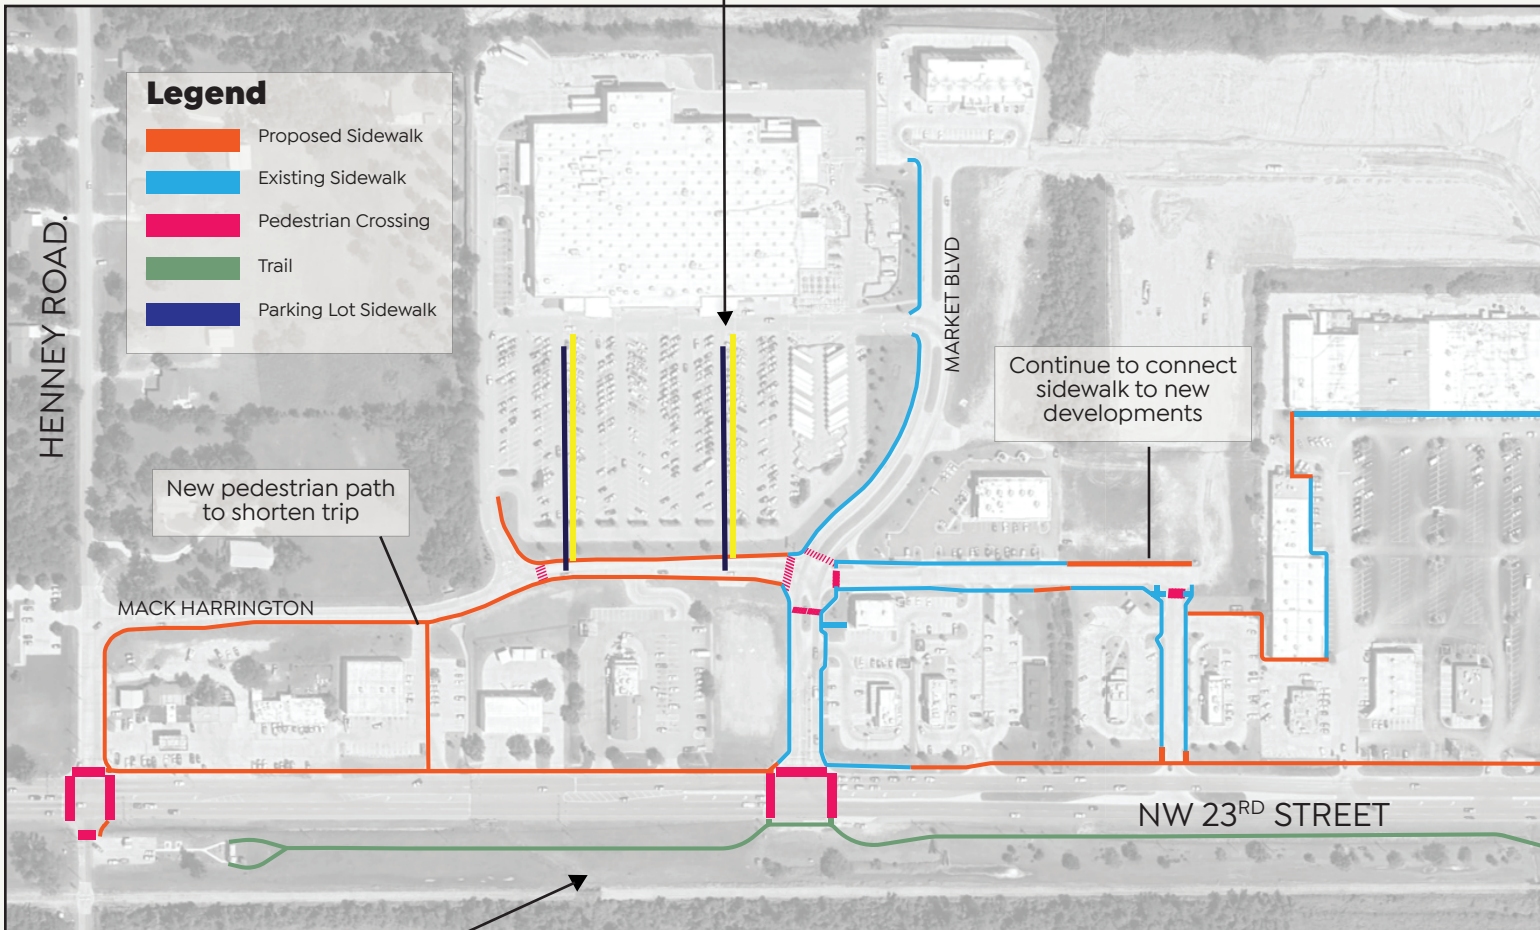 Legend
Proposed Sidewalk
Existing Sidewalk
Pedestrian Crossing
Trail
Parking Lot Sidewalk
HENNEY ROAD.
MARKET BLVD
Continue to connect
sidewalk to new
developments
New pedestrian path
to shorten trip
MACK HARRINGTON
NW 23RD STREET